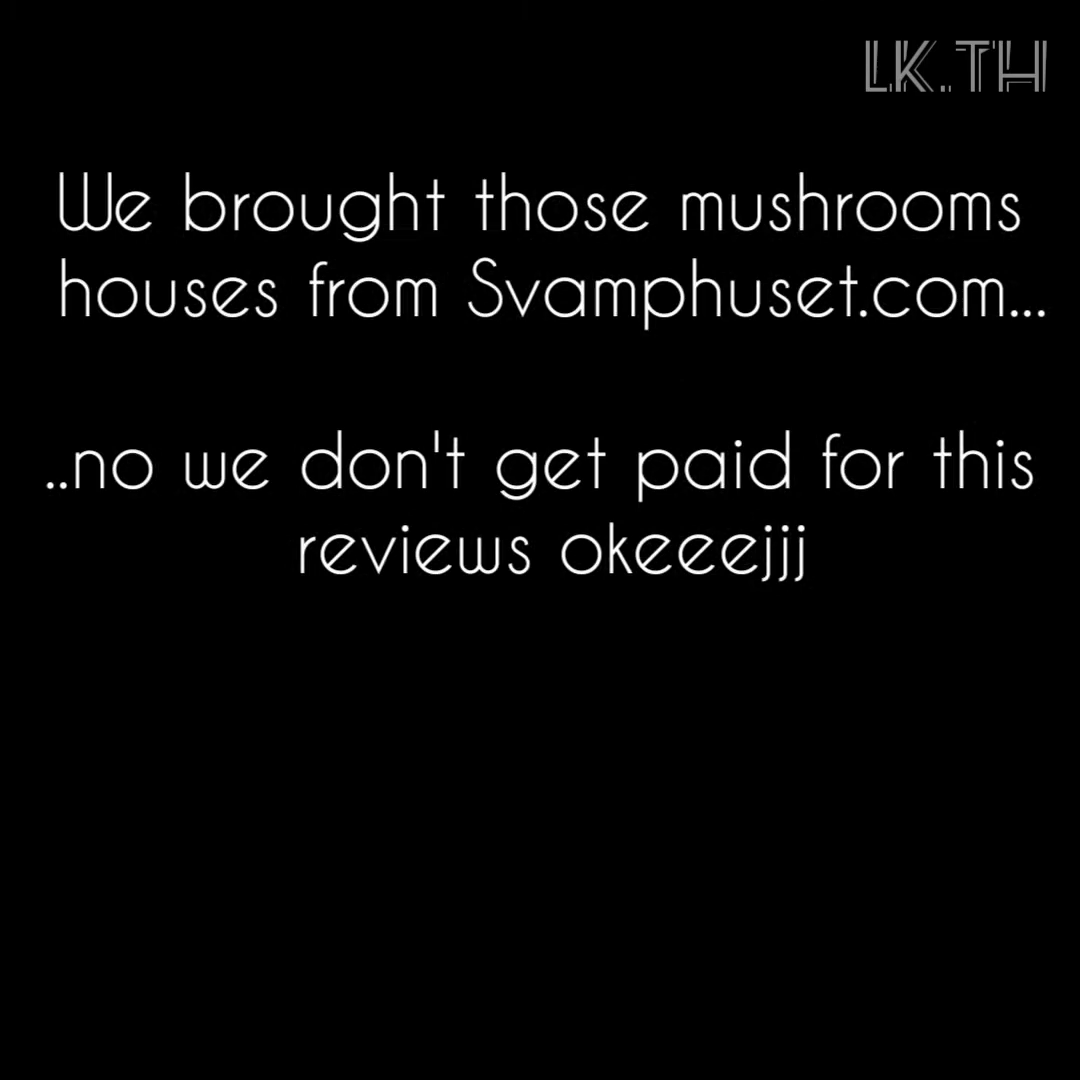 LK.TH
We brought those mushrooms
houses from Svamphuset.com...
..no we don't get paid for this
reviews okeeejjj